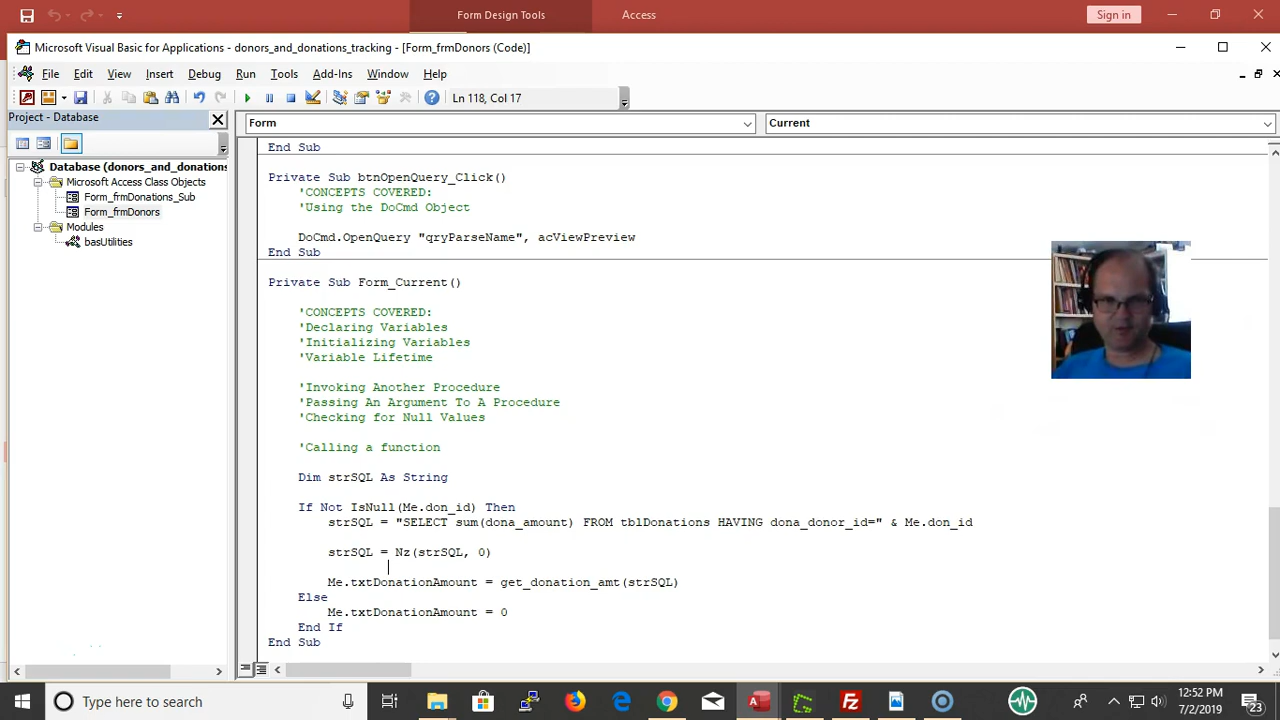 Form Design Tools
Access
Sign in
Microsoft Visual Basic for Applications - donors_and_donations_tracking - [Form_frmDonors (Code)]
File Edit View Insert Debug Run Tools Add-Ins Window Help
Ln 118, Col 17
Project - Database
Form
Current
Database (donors_and_donations
Microsoft Access Class Objects
Form_frmDonations_Sub
Form_frmDonors
Modules
basUtilities
End Sub
Private Sub btnOpenQuery_Click()
'CONCEPTS COVERED:
'Using the DoCmd Object
DoCmd.OpenQuery "qryParseName", acViewPreview
End Sub
Private Sub Form_Current()
'CONCEPTS COVERED:
'Declaring Variables
'Initializing Variables
'Variable Lifetime
'Invoking Another Procedure
'Passing An Argument To A Procedure
'Checking for Null Values
'Calling a function
Dim strSQL As String
If Not IsNull(Me.don_id) Then
strSQL = "SELECT sum(dona_amount) FROM tblDonations HAVING dona_donor_id=" & Me.don_id
strSQL = Nz(strSQL, 0)
Me.txtDonationAmount = get_donation_amt(strSQL)
Else
Me.txtDonationAmount = 0
End If
End Sub
Type here to search
12:52 PM
7/2/2019
23